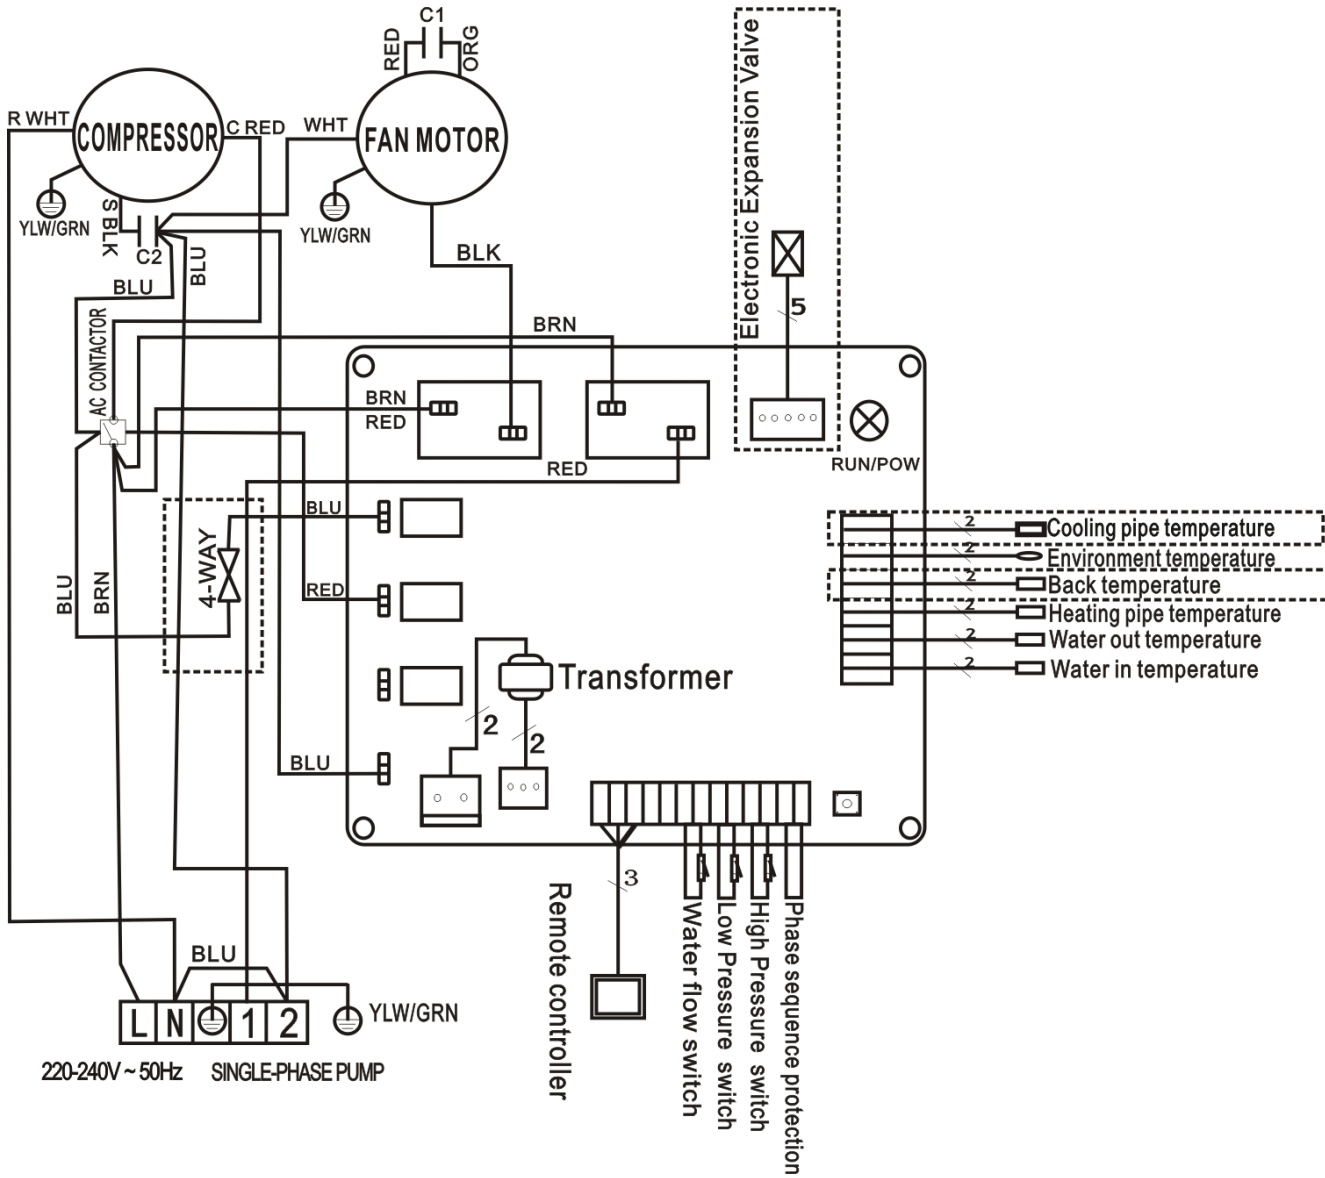 C1
RED
ORG
R WHT
COMPRESSOR
C RED
WHT
FAN MOTOR
YLW/GRN
S BLK
C2
BLU
BLU
YLW/GRN
BLK
Electronic Expansion Valve
5
AC CONTACTOR
BRN
BRN
RED
RED
RUN/POW
BLU
4-WAY
BLU
BRN
RED
2
Cooling pipe temperature
2
Environment temperature
2
Back temperature
2
Heating pipe temperature
2
Water out temperature
2
Water in temperature
Transformer
2
2
BLU
3
Remote controller
Water flow switch
Low Pressure switch
High Pressure switch
Phase sequence protection
BLU
L N 1 2
YLW/GRN
220-240V ~ 50Hz
SINGLE-PHASE PUMP